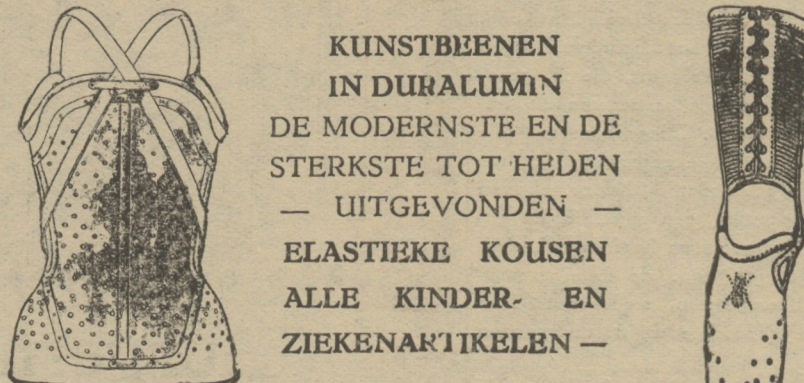 KUNSTBEENEN
IN DURALUMIN
DE MODERNSTE EN DE
STERKSTE TOT HEDEN
— UITGEVONDEN —
ELASTIEKE KOUSEN
ALLE KINDER- EN
ZIEKENARTIKELEN —